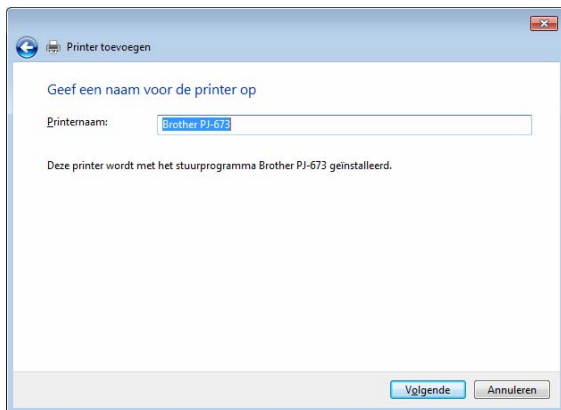 Printer toevoegen
Geef een naam voor de printer op
Printernaam: Brother PJ-673
Deze printer wordt met het stuurprogramma Brother PJ-673 geïnstalleerd.
Volgende Annuleren